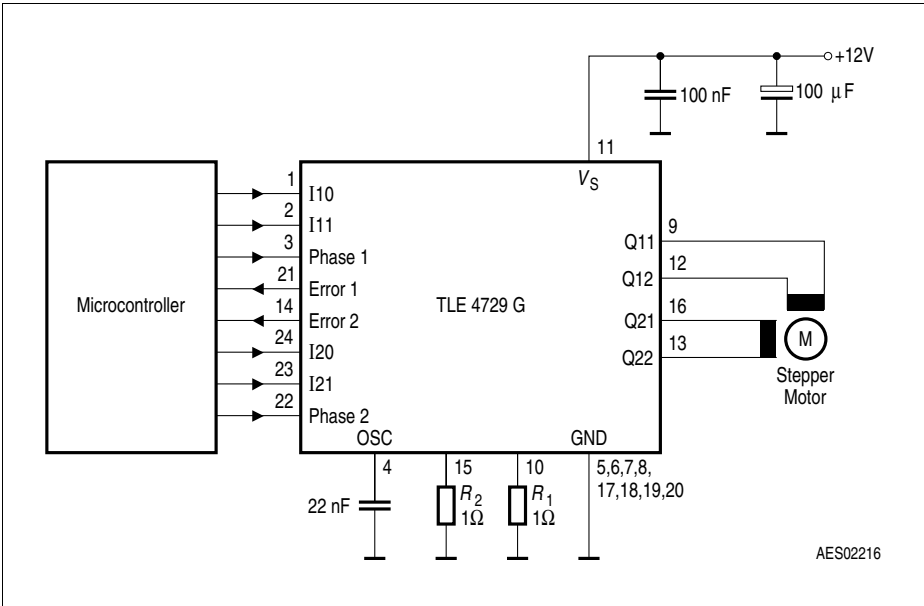 +12V
100 nF
100 μF
11
VS
1
I10
2
I11
3
Phase 1
21
Error 1
14
Error 2
24
I20
23
I21
22
Phase 2
Microcontroller
TLE 4729 G
Q11
9
Q12
12
Q21
16
Q22
13
M
Stepper
Motor
OSC
GND
4
15
10
5,6,7,8,
17,18,19,20
22 nF
R2
1Ω
R1
1Ω
AES02216